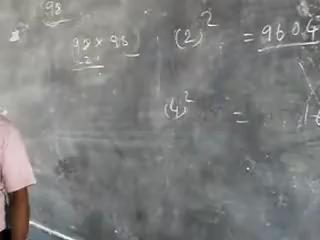 (98
98 × 98 (2)² = 9604
(4)² =